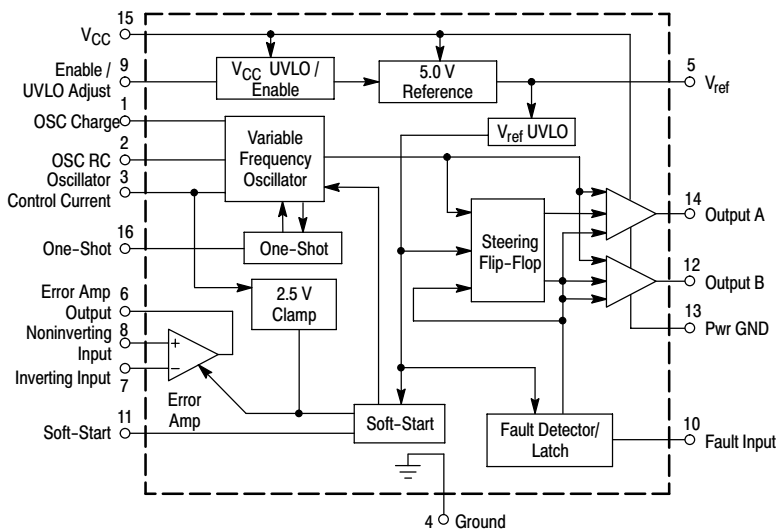 15
VCC
9
Enable /
UVLO Adjust
1
OSC Charge
2
OSC RC
Oscillator
3
Control Current
16
One-Shot
Error Amp
6
Output
Noninverting
8
Input
Inverting Input
7
11
Soft-Start
VCC UVLO /
Enable
5.0 V
Reference
Vref UVLO
Variable
Frequency
Oscillator
One-Shot
2.5 V
Clamp
Steering
Flip-Flop
+
−
Error
Amp
Soft-Start
Fault Detector/
Latch
5
Vref
14
Output A
12
Output B
13
Pwr GND
10
Fault Input
4
Ground